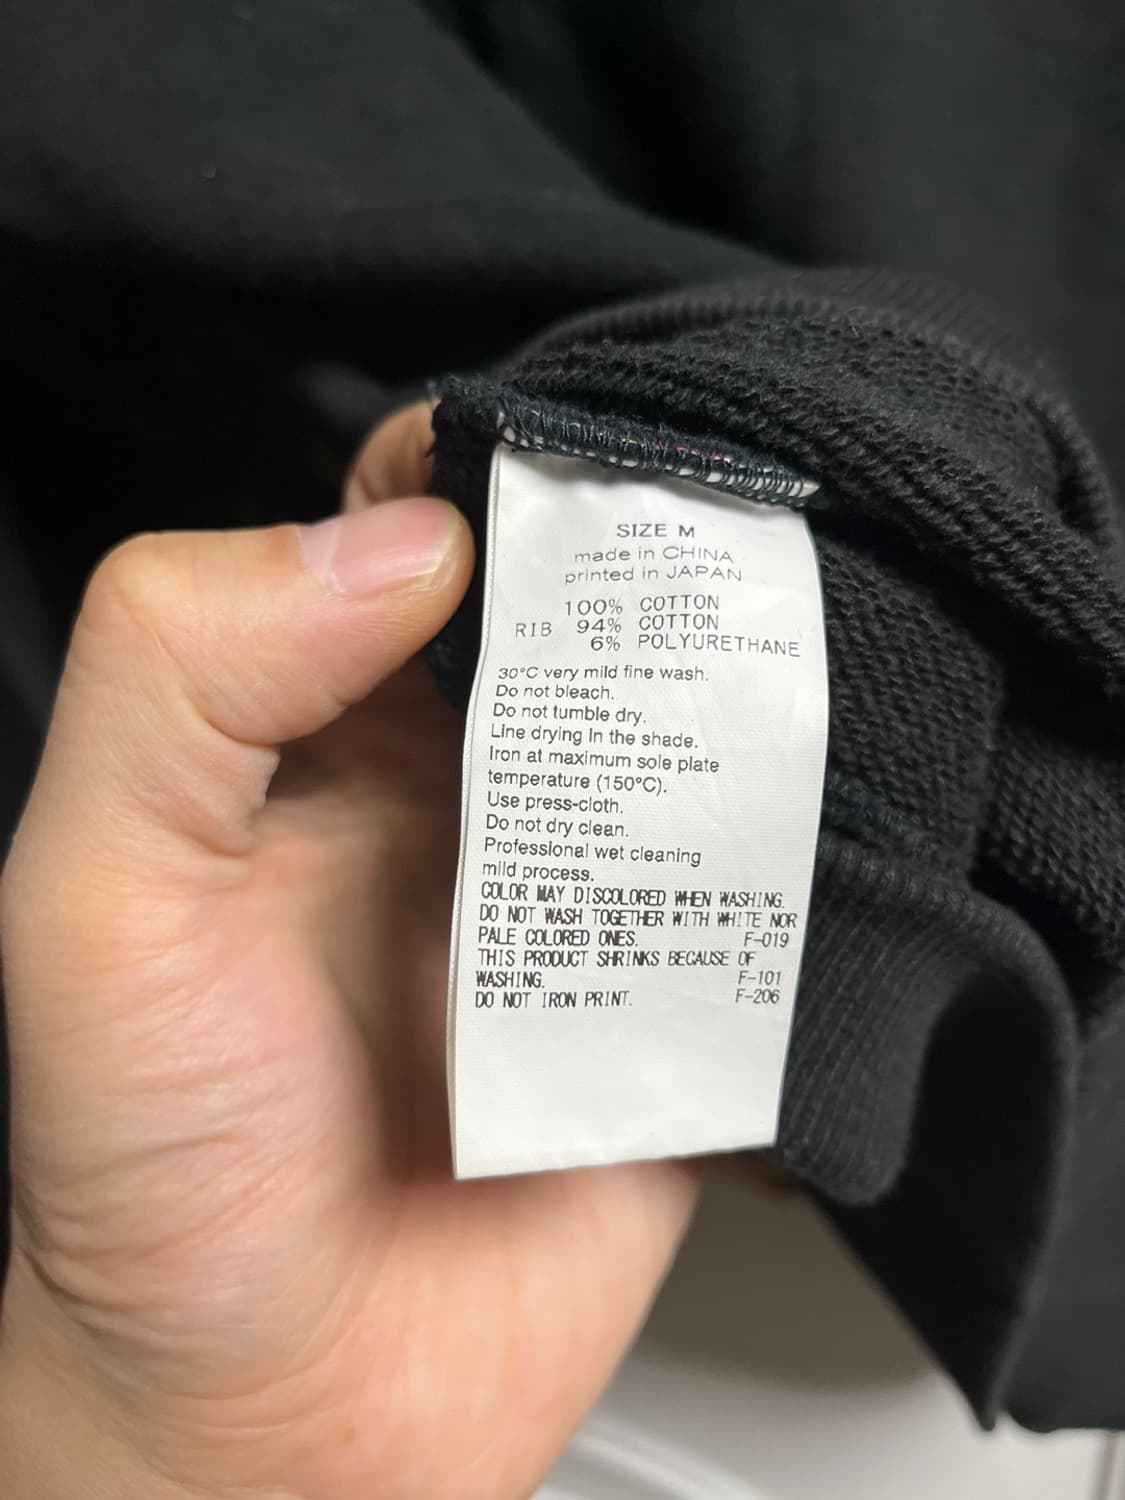 SIZE M
made in CHINA
printed in JAPAN
100% COTTON
RIB 94% COTTON
6% POLYURETHANE
30°C very mild fine wash.
Do not bleach.
Do not tumble dry.
Line drying in the shade.
Iron at maximum sole plate
temperature (150°C).
Use press-cloth.
Do not dry clean.
Professional wet cleaning
mild process.
COLOR MAY DISCOLORED WHEN WASHING.
DO NOT WASH TOGETHER WITH WHITE NOR
PALE COLORED ONES. F-019
THIS PRODUCT SHRINKS BECAUSE OF
WASHING. F-101
DO NOT IRON PRINT. F-206